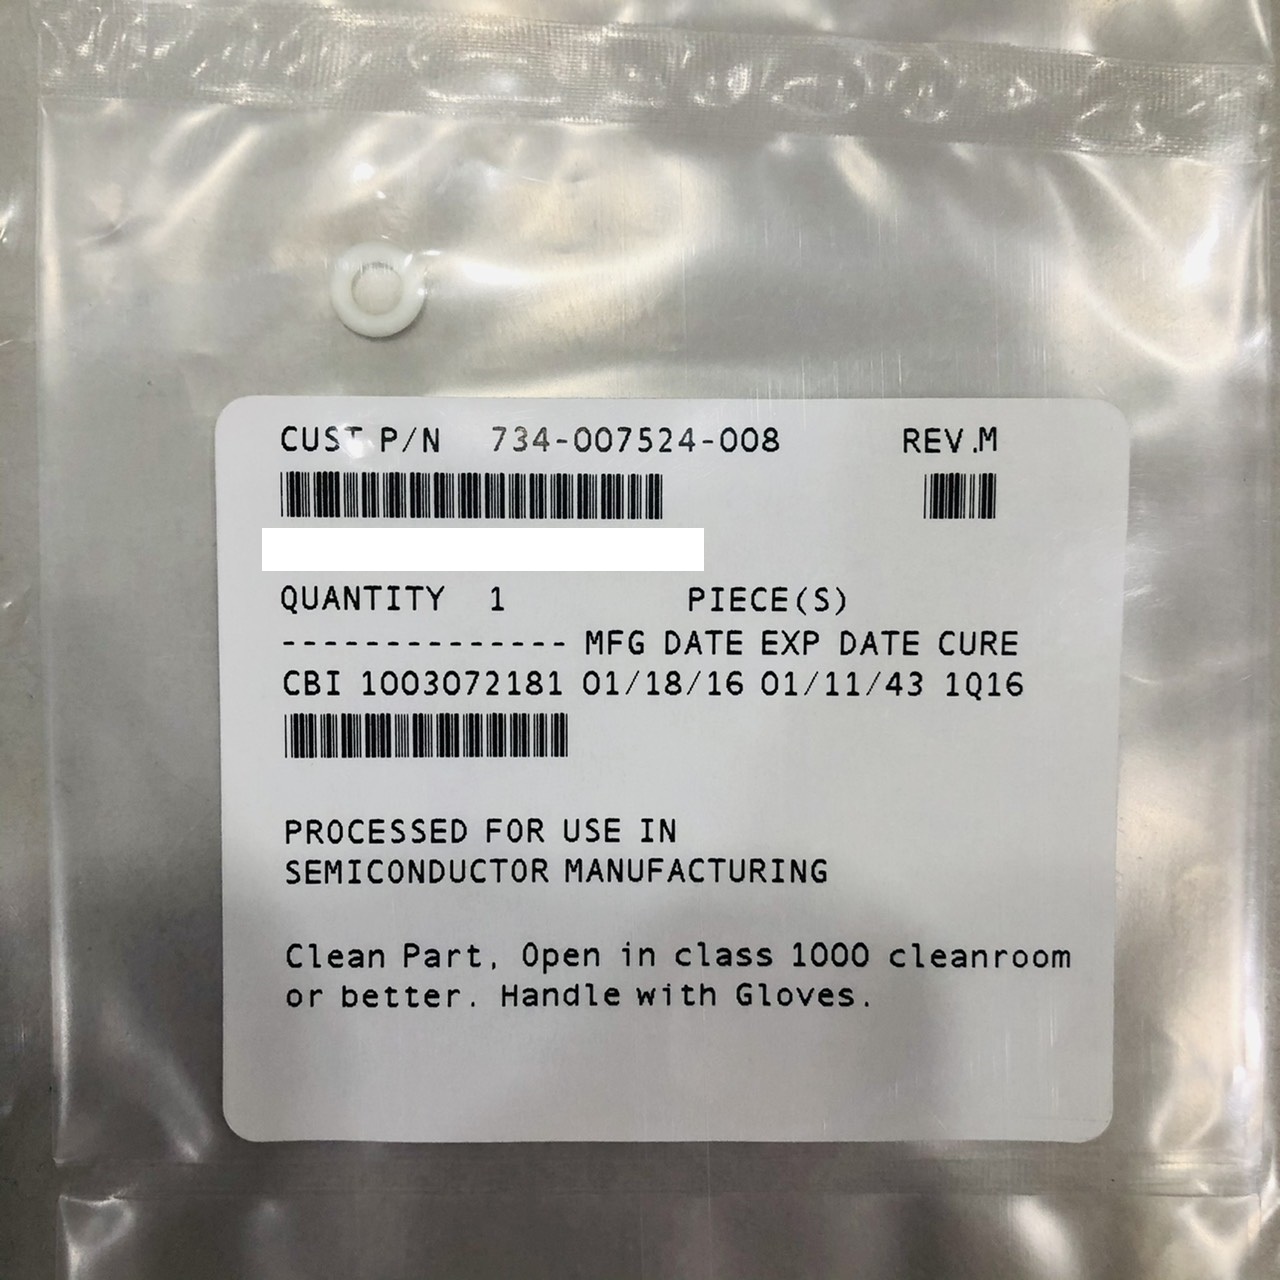 CUST P/N 734-007524-008 REV.M
QUANTITY 1 PIECE(S)
-------------- MFG DATE EXP DATE CURE
CBI 1003072181 01/18/16 01/11/43 1Q16
PROCESSED FOR USE IN
SEMICONDUCTOR MANUFACTURING
Clean Part, Open in class 1000 cleanroom
or better. Handle with Gloves.